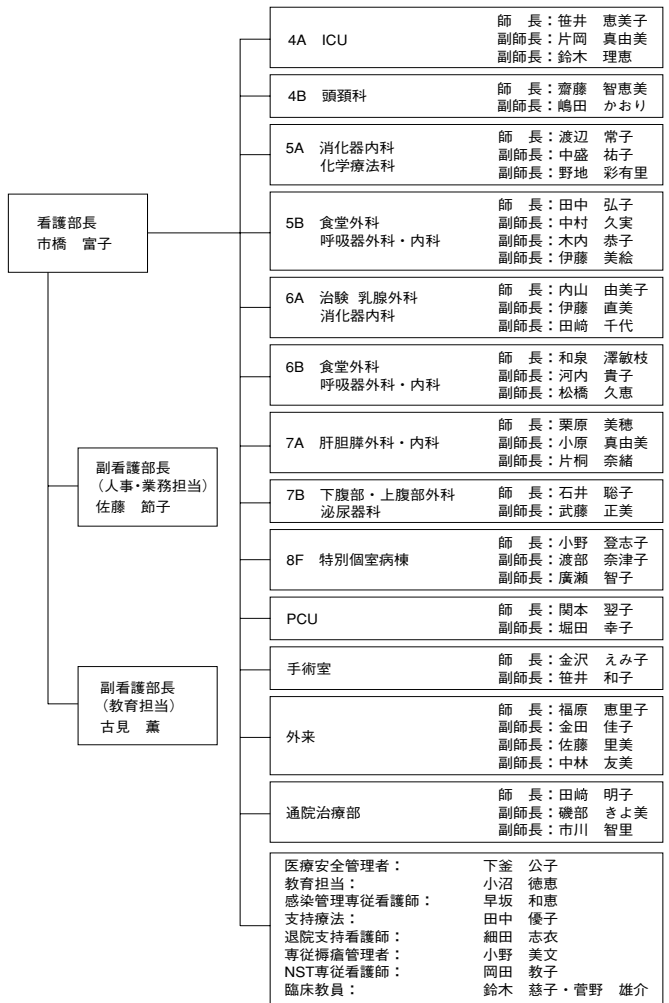 看護部長
市橋 富子
副看護部長
（人事・業務担当）
佐藤 節子
副看護部長
（教育担当）
古見 薫
4A ICU
師 長：笹井 恵美子
副師長：片岡 真由美
副師長：鈴木 理恵
4B 頭頚科
師 長：齋藤 智恵美
副師長：嶋田 かおり
5A 消化器内科
化学療法科
師 長：渡辺 常子
副師長：中盛 祐子
副師長：野地 彩有里
5B 食堂外科
呼吸器外科・内科
師 長：田中 弘子
副師長：中村 久実
副師長：木内 恭子
副師長：伊藤 美絵
6A 治験 乳腺外科
消化器内科
師 長：内山 由美子
副師長：伊藤 直美
副師長：田﨑 千代
6B 食堂外科
呼吸器外科・内科
師 長：和泉 澤敏枝
副師長：河内 貴子
副師長：松橋 久恵
7A 肝胆膵外科・内科
師 長：栗原 美穂
副師長：小原 真由美
副師長：片桐 奈緒
7B 下腹部・上腹部外科
泌尿器科
師 長：石井 聡子
副師長：武藤 正美
8F 特別個室病棟
師 長：小野 登志子
副師長：渡部 奈津子
副師長：廣瀬 智子
PCU
師 長：関本 翌子
副師長：堀田 幸子
手術室
師 長：金沢 えみ子
副師長：笹井 和子
外来
師 長：福原 恵里子
副師長：金田 佳子
副師長：佐藤 里美
副師長：中林 友美
通院治療部
師 長：田﨑 明子
副師長：磯部 きよ美
副師長：市川 智里
医療安全管理者： 下釜 公子
教育担当： 小沼 徳恵
感染管理専従看護師： 早坂 和恵
支持療法： 田中 優子
退院支持看護師： 細田 志衣
専従褥瘡管理者： 小野 美文
NST専従看護師： 岡田 教子
臨床教員： 鈴木 慈子・菅野 雄介